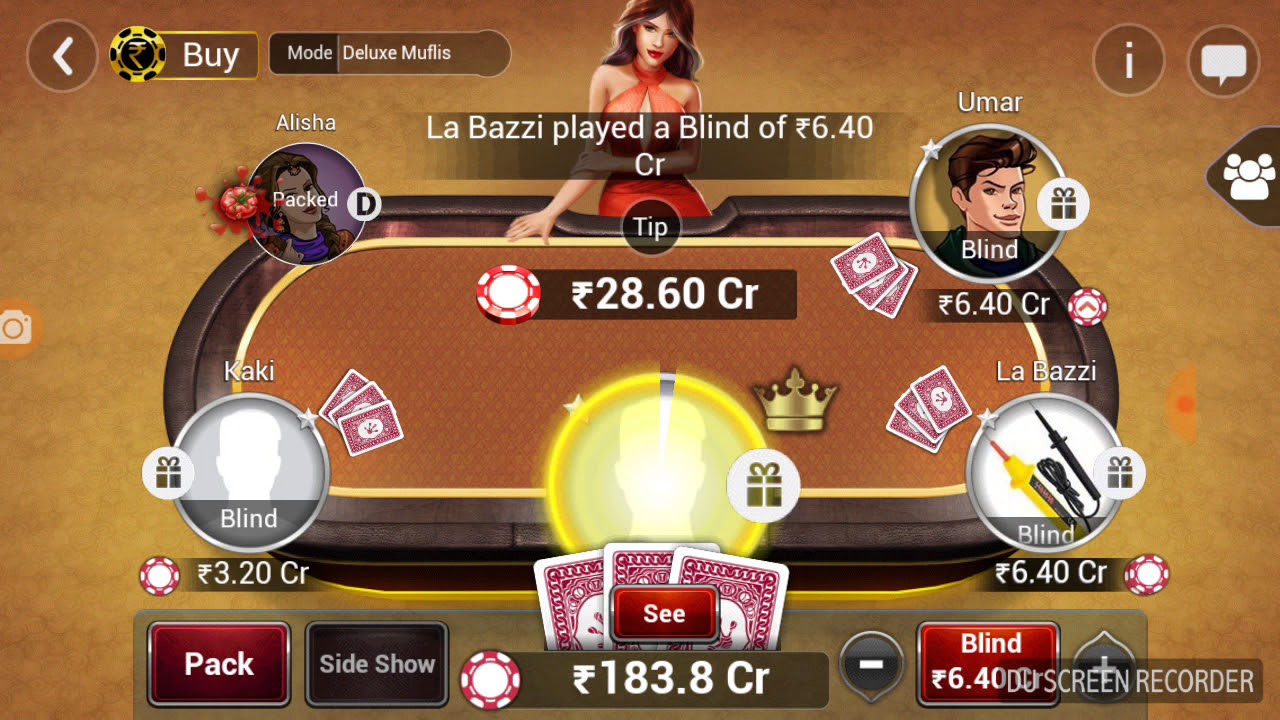 ₹ Buy
Mode Deluxe Muflis
i
Alisha
Umar
La Bazzi played a Blind of ₹6.40
Cr
Packed
D
Tip
Blind
₹28.60 Cr
₹6.40 Cr
Kaki
La Bazzi
Blind
Blind
₹3.20 Cr
₹6.40 Cr
See
Pack
Side Show
₹183.8 Cr
Blind
₹6.40 Cr
DU SCREEN RECORDER